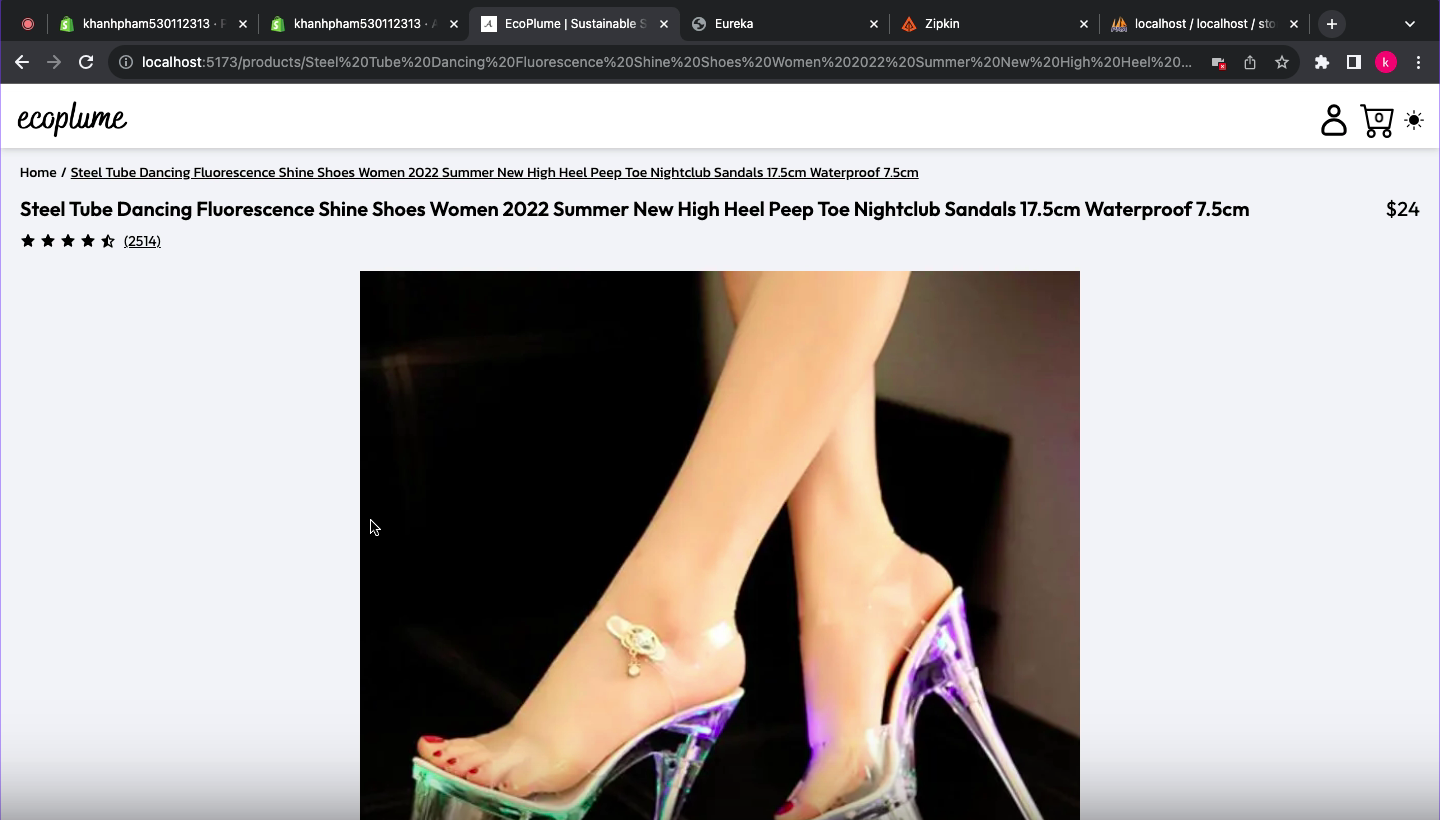 khanhpham530112313 ·
khanhpham530112313 ·
EcoPlume | Sustainable S
Eureka
Zipkin
localhost / localhost / sto
localhost:5173/products/Steel%20Tube%20Dancing%20Fluorescence%20Shine%20Shoes%20Women%202022%20Summer%20New%20High%20Heel%20...
k
ecoplume
0
Home / Steel Tube Dancing Fluorescence Shine Shoes Women 2022 Summer New High Heel Peep Toe Nightclub Sandals 17.5cm Waterproof 7.5cm
Steel Tube Dancing Fluorescence Shine Shoes Women 2022 Summer New High Heel Peep Toe Nightclub Sandals 17.5cm Waterproof 7.5cm
$24
(2514)